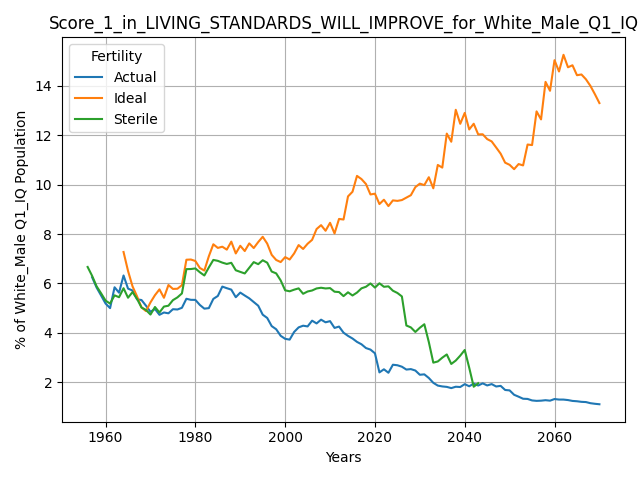 Score_1_in_LIVING_STANDARDS_WILL_IMPROVE_for_White_Male_Q1_IQ
Fertility
Actual
Ideal
Sterile
% of White_Male Q1_IQ Population
14
12
10
8
6
4
2
1960
1980
2000
2020
2040
2060
Years